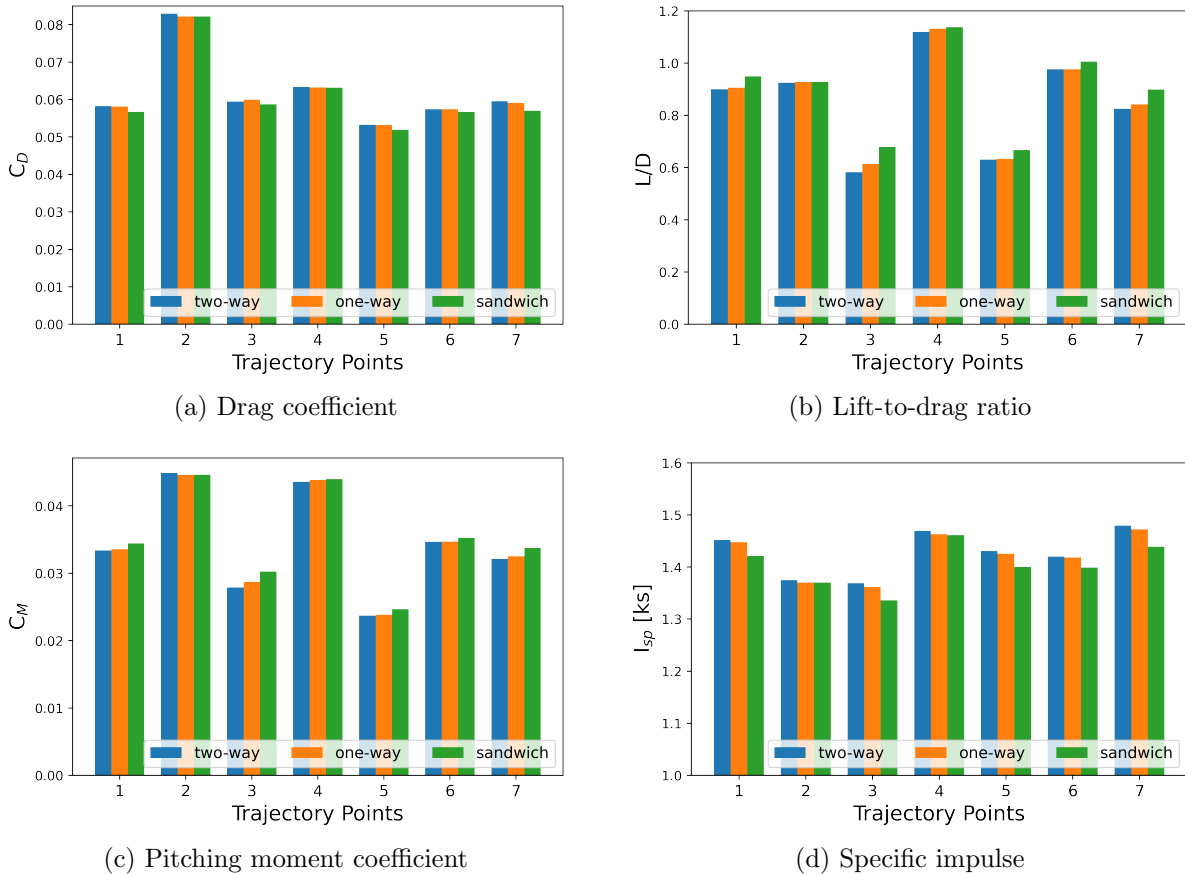 C_D
0.08
0.07
0.06
0.05
0.04
0.03
0.02
0.01
0.00
two-way one-way sandwich
1 2 3 4 5 6 7
Trajectory Points
(a) Drag coefficient
L/D
1.2
1.0
0.8
0.6
0.4
0.2
0.0
two-way one-way sandwich
1 2 3 4 5 6 7
Trajectory Points
(b) Lift-to-drag ratio
C_M
0.04
0.03
0.02
0.01
0.00
two-way one-way sandwich
1 2 3 4 5 6 7
Trajectory Points
(c) Pitching moment coefficient
I_sp [ks]
1.6
1.5
1.4
1.3
1.2
1.1
1.0
two-way one-way sandwich
1 2 3 4 5 6 7
Trajectory Points
(d) Specific impulse